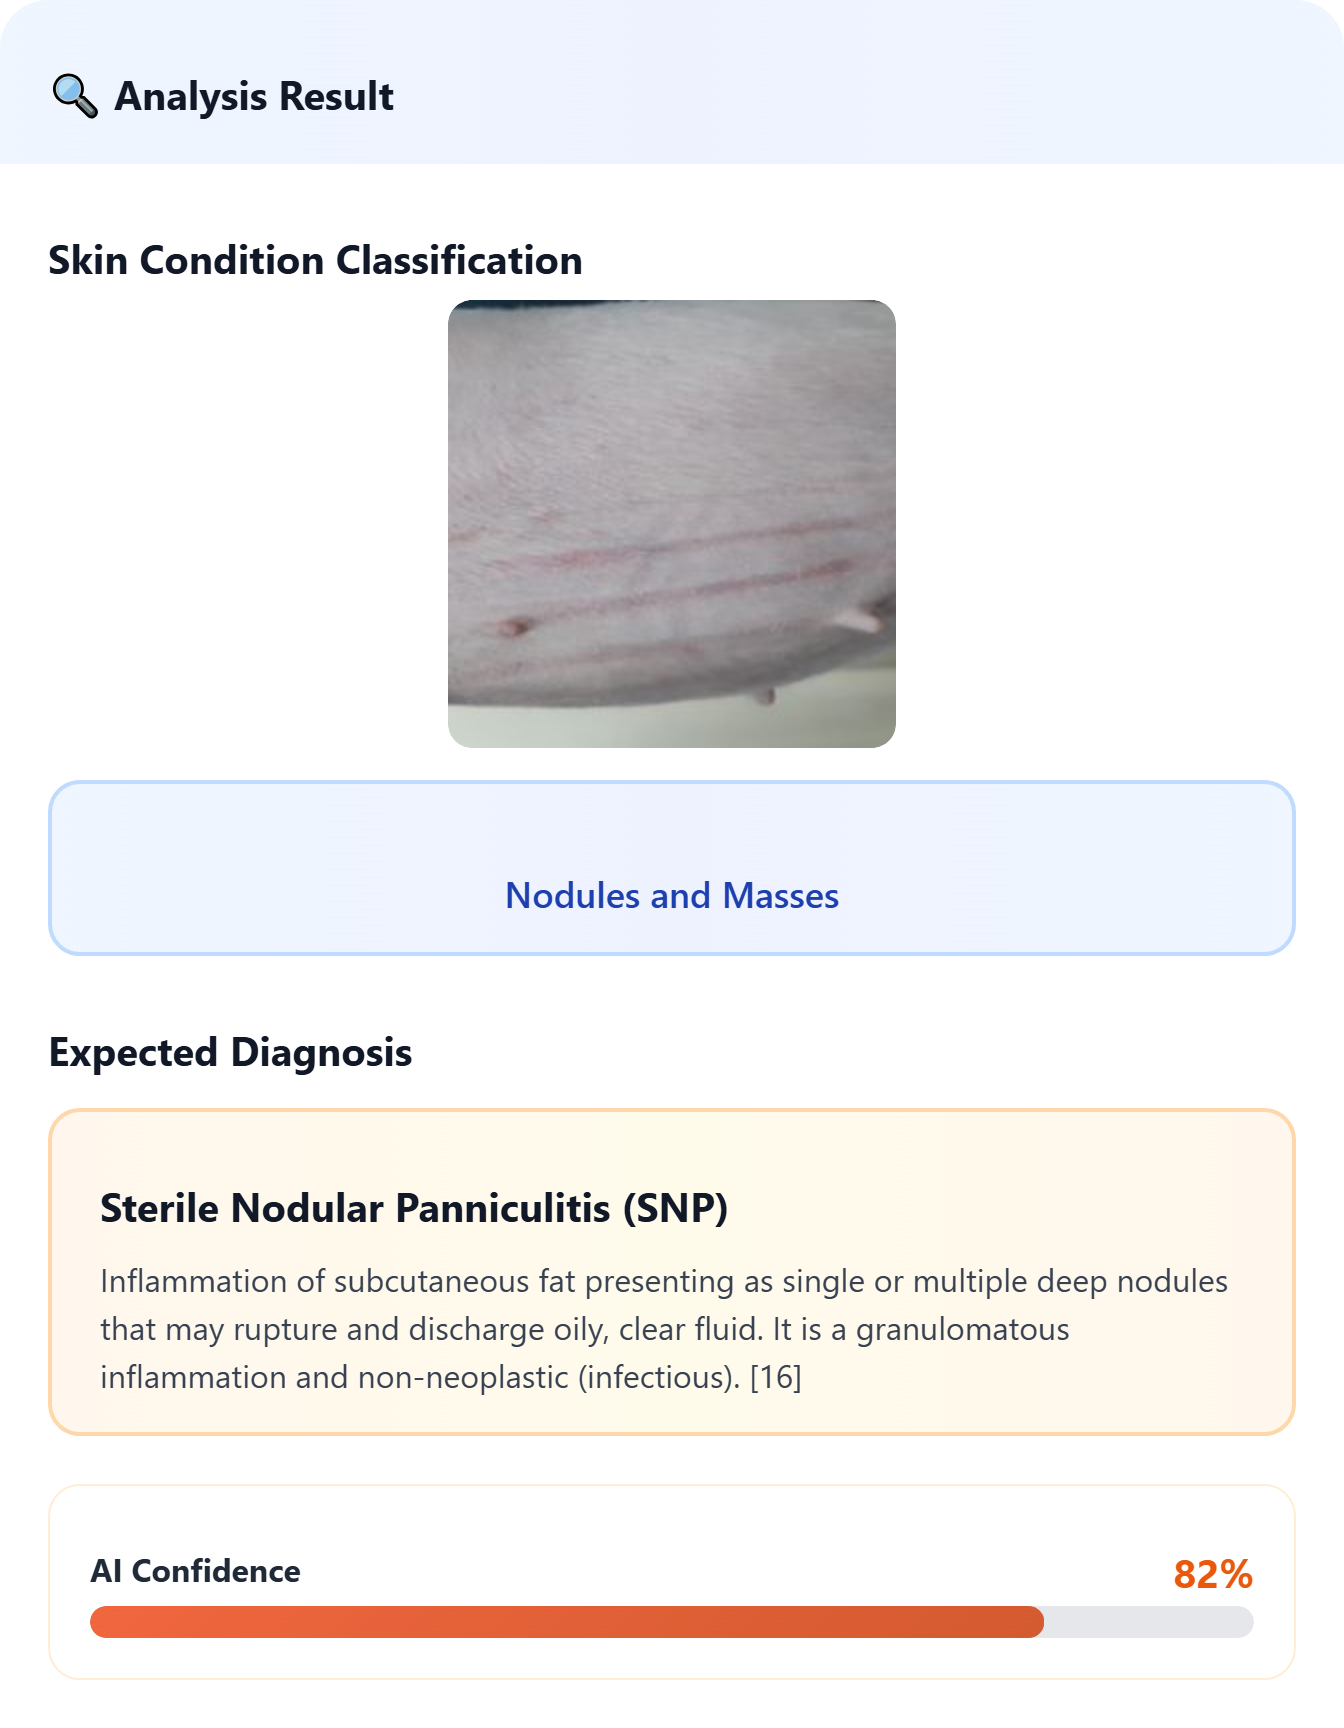 Analysis Result
Skin Condition Classification
Nodules and Masses
Expected Diagnosis
Sterile Nodular Panniculitis (SNP)
Inflammation of subcutaneous fat presenting as single or multiple deep nodules
that may rupture and discharge oily, clear fluid. It is a granulomatous
inflammation and non-neoplastic (infectious). [16]
AI Confidence
82%